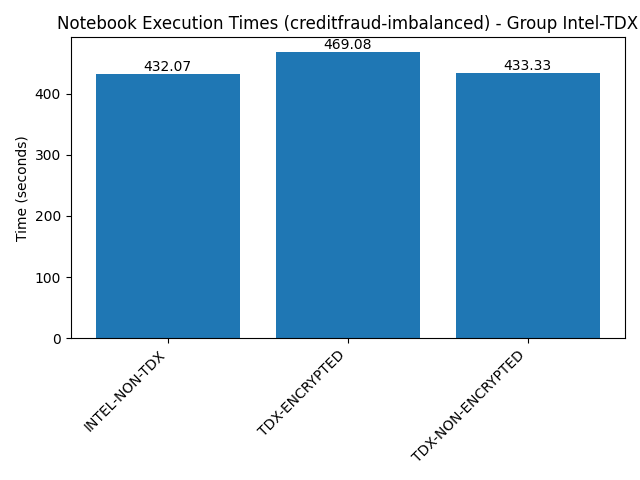 Notebook Execution Times (creditfraud-imbalanced) - Group Intel-TDX
432.07
469.08
433.33
Time (seconds)
400
300
200
100
0
INTEL-NON-TDX
TDX-ENCRYPTED
TDX-NON-ENCRYPTED